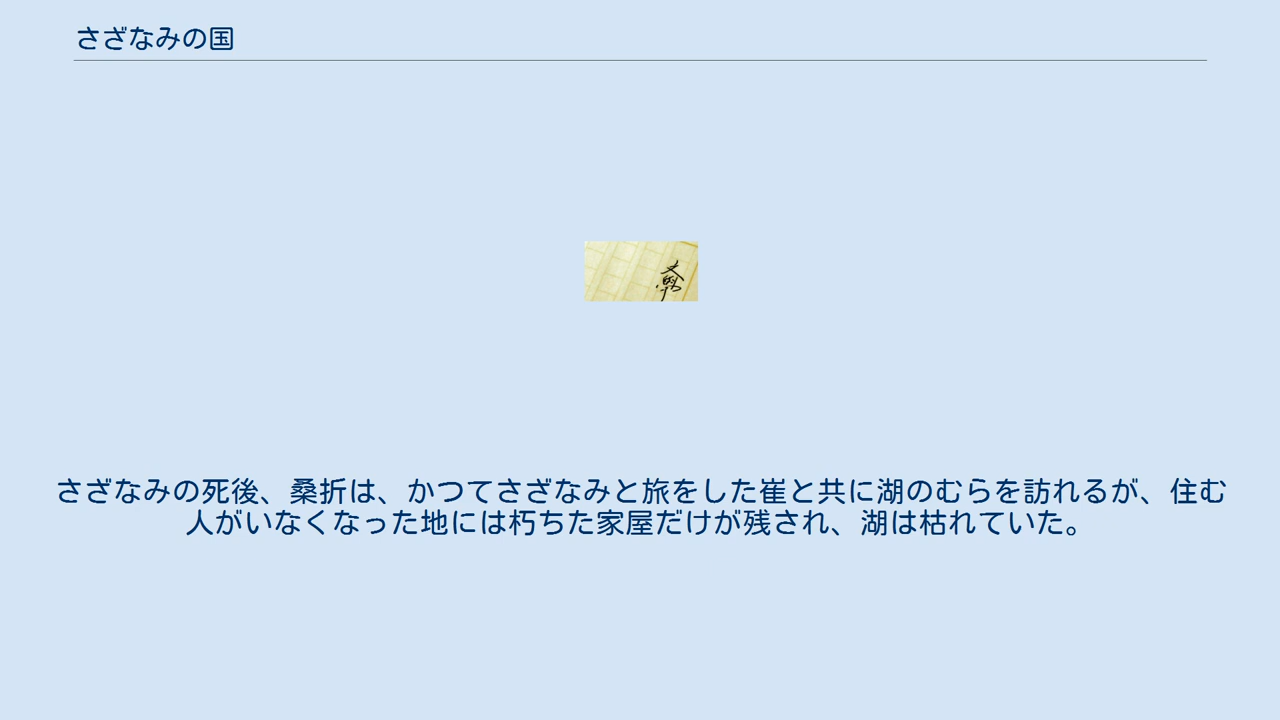 さざなみの国
さざなみの死後、桑折は、かつてさざなみと旅をした崔と共に湖のむらを訪れるが、住む
人がいなくなった地には朽ちた家屋だけが残され、湖は枯れていた。